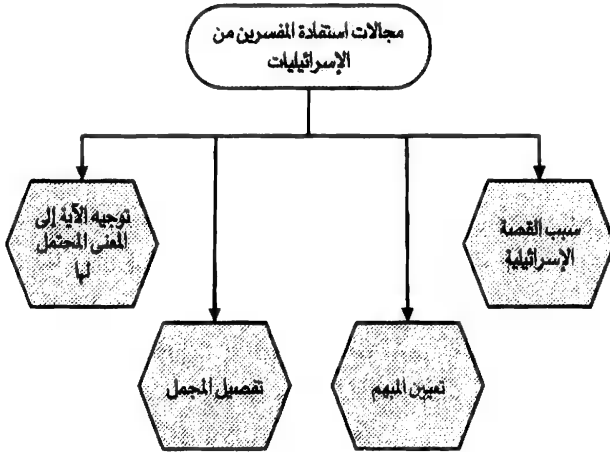 مجالات استفادة المفسرين من
الإسرائيليات
سبب القصة
الإسرائيلية
تعيين المبهم
تفصيل المجمل
توجيه الآية إلى
المعنى المحتمل
لها